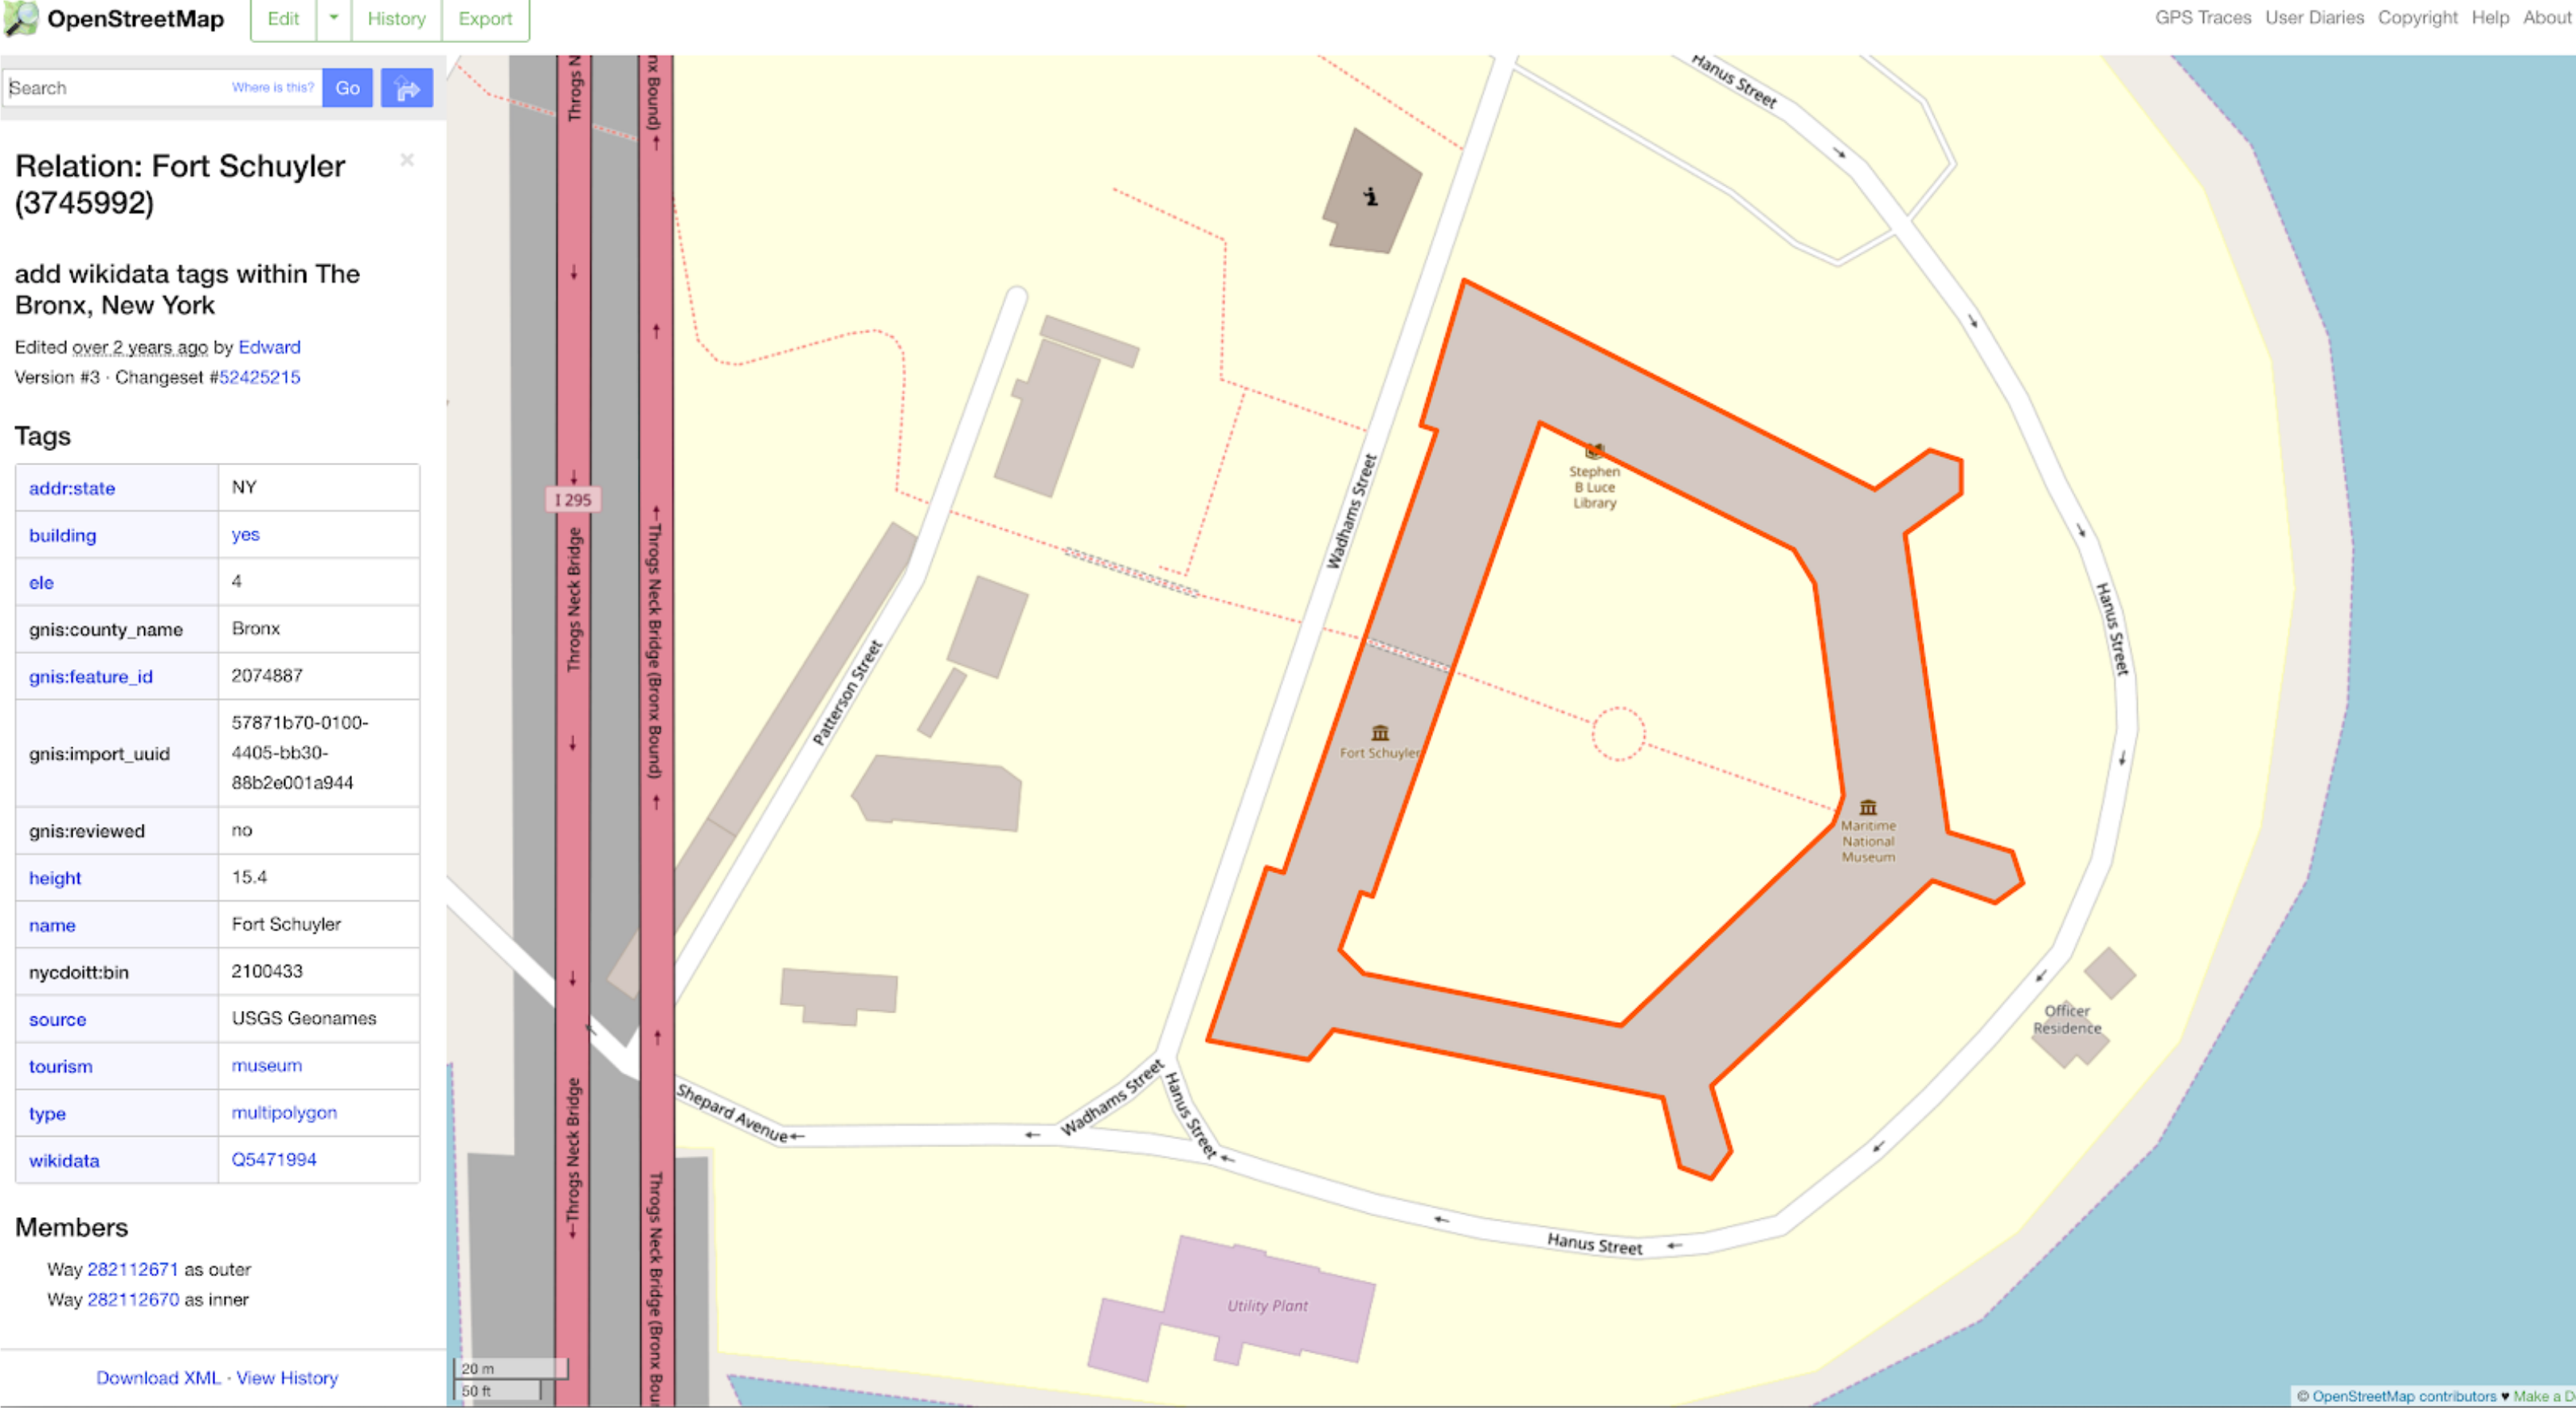 OpenStreetMap
Edit
History
Export
GPS Traces
User Diaries
Copyright
Help
About
Search
Where is this?
Go
Relation: Fort Schuyler
(3745992)
add wikidata tags within The
Bronx, New York
Edited over 2 years ago by Edward
Version #3 · Changeset #52425215
Tags
addr:state NY
building yes
ele 4
gnis:county_name Bronx
gnis:feature_id 2074887
gnis:import_uuid 57871b70-0100-
4405-bb30-
88b2e001a944
gnis:reviewed no
height 15.4
name Fort Schuyler
nycdoitt:bin 2100433
source USGS Geonames
tourism museum
type multipolygon
wikidata Q5471994
Members
Way 282112671 as outer
Way 282112670 as inner
Download XML · View History
Throgs N
nx Bound)
I 295
Throgs Neck Bridge
Throgs Neck Bridge (Bronx Bound)
Throgs Neck Bridge
Throgs Neck Bridge (Bronx Bou
Patterson Street
Shepard Avenue
Wadhams Street
Wadhams Street
Hanus Street
Hanus Street
Hanus Street
Hanus Street
Stephen
B Luce
Library
Fort Schuyler
Maritime
National
Museum
Officer
Residence
Utility Plant
20 m
50 ft
© OpenStreetMap contributors ♥ Make a D